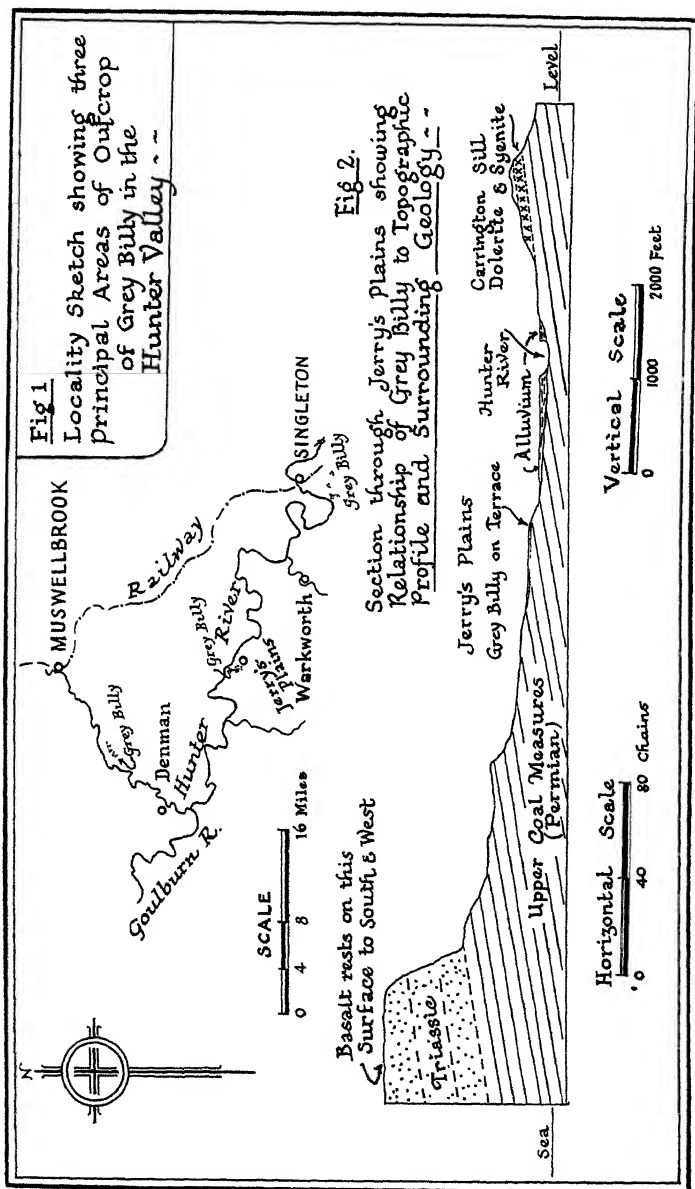 Fig 1
Locality Sketch showing three
Principal Areas of Outcrop
of Grey Billy in the
Hunter Valley - -
N
MUSWELLBROOK
Railway
Grey Billy
Denman
Goulburn R.
Hunter
River
Grey Billy
Jerry's
Plains
Warkworth
SINGLETON
Grey Billy
SCALE
0 4 8 16 Miles
Fig 2.
Section through Jerry's Plains showing
Relationship of Grey Billy to Topographic
Profile and Surrounding Geology - -
Basalt rests on this
Surface to South & West
Triassic
Jerry's Plains
Grey Billy on Terrace
Alluvium
Hunter
River
Carrington Sill
Dolerite & Syenite
Upper Coal Measures
(Permian)
Sea
Level
Horizontal Scale
0 40 80 Chains
Vertical Scale
0 1000 2000 Feet